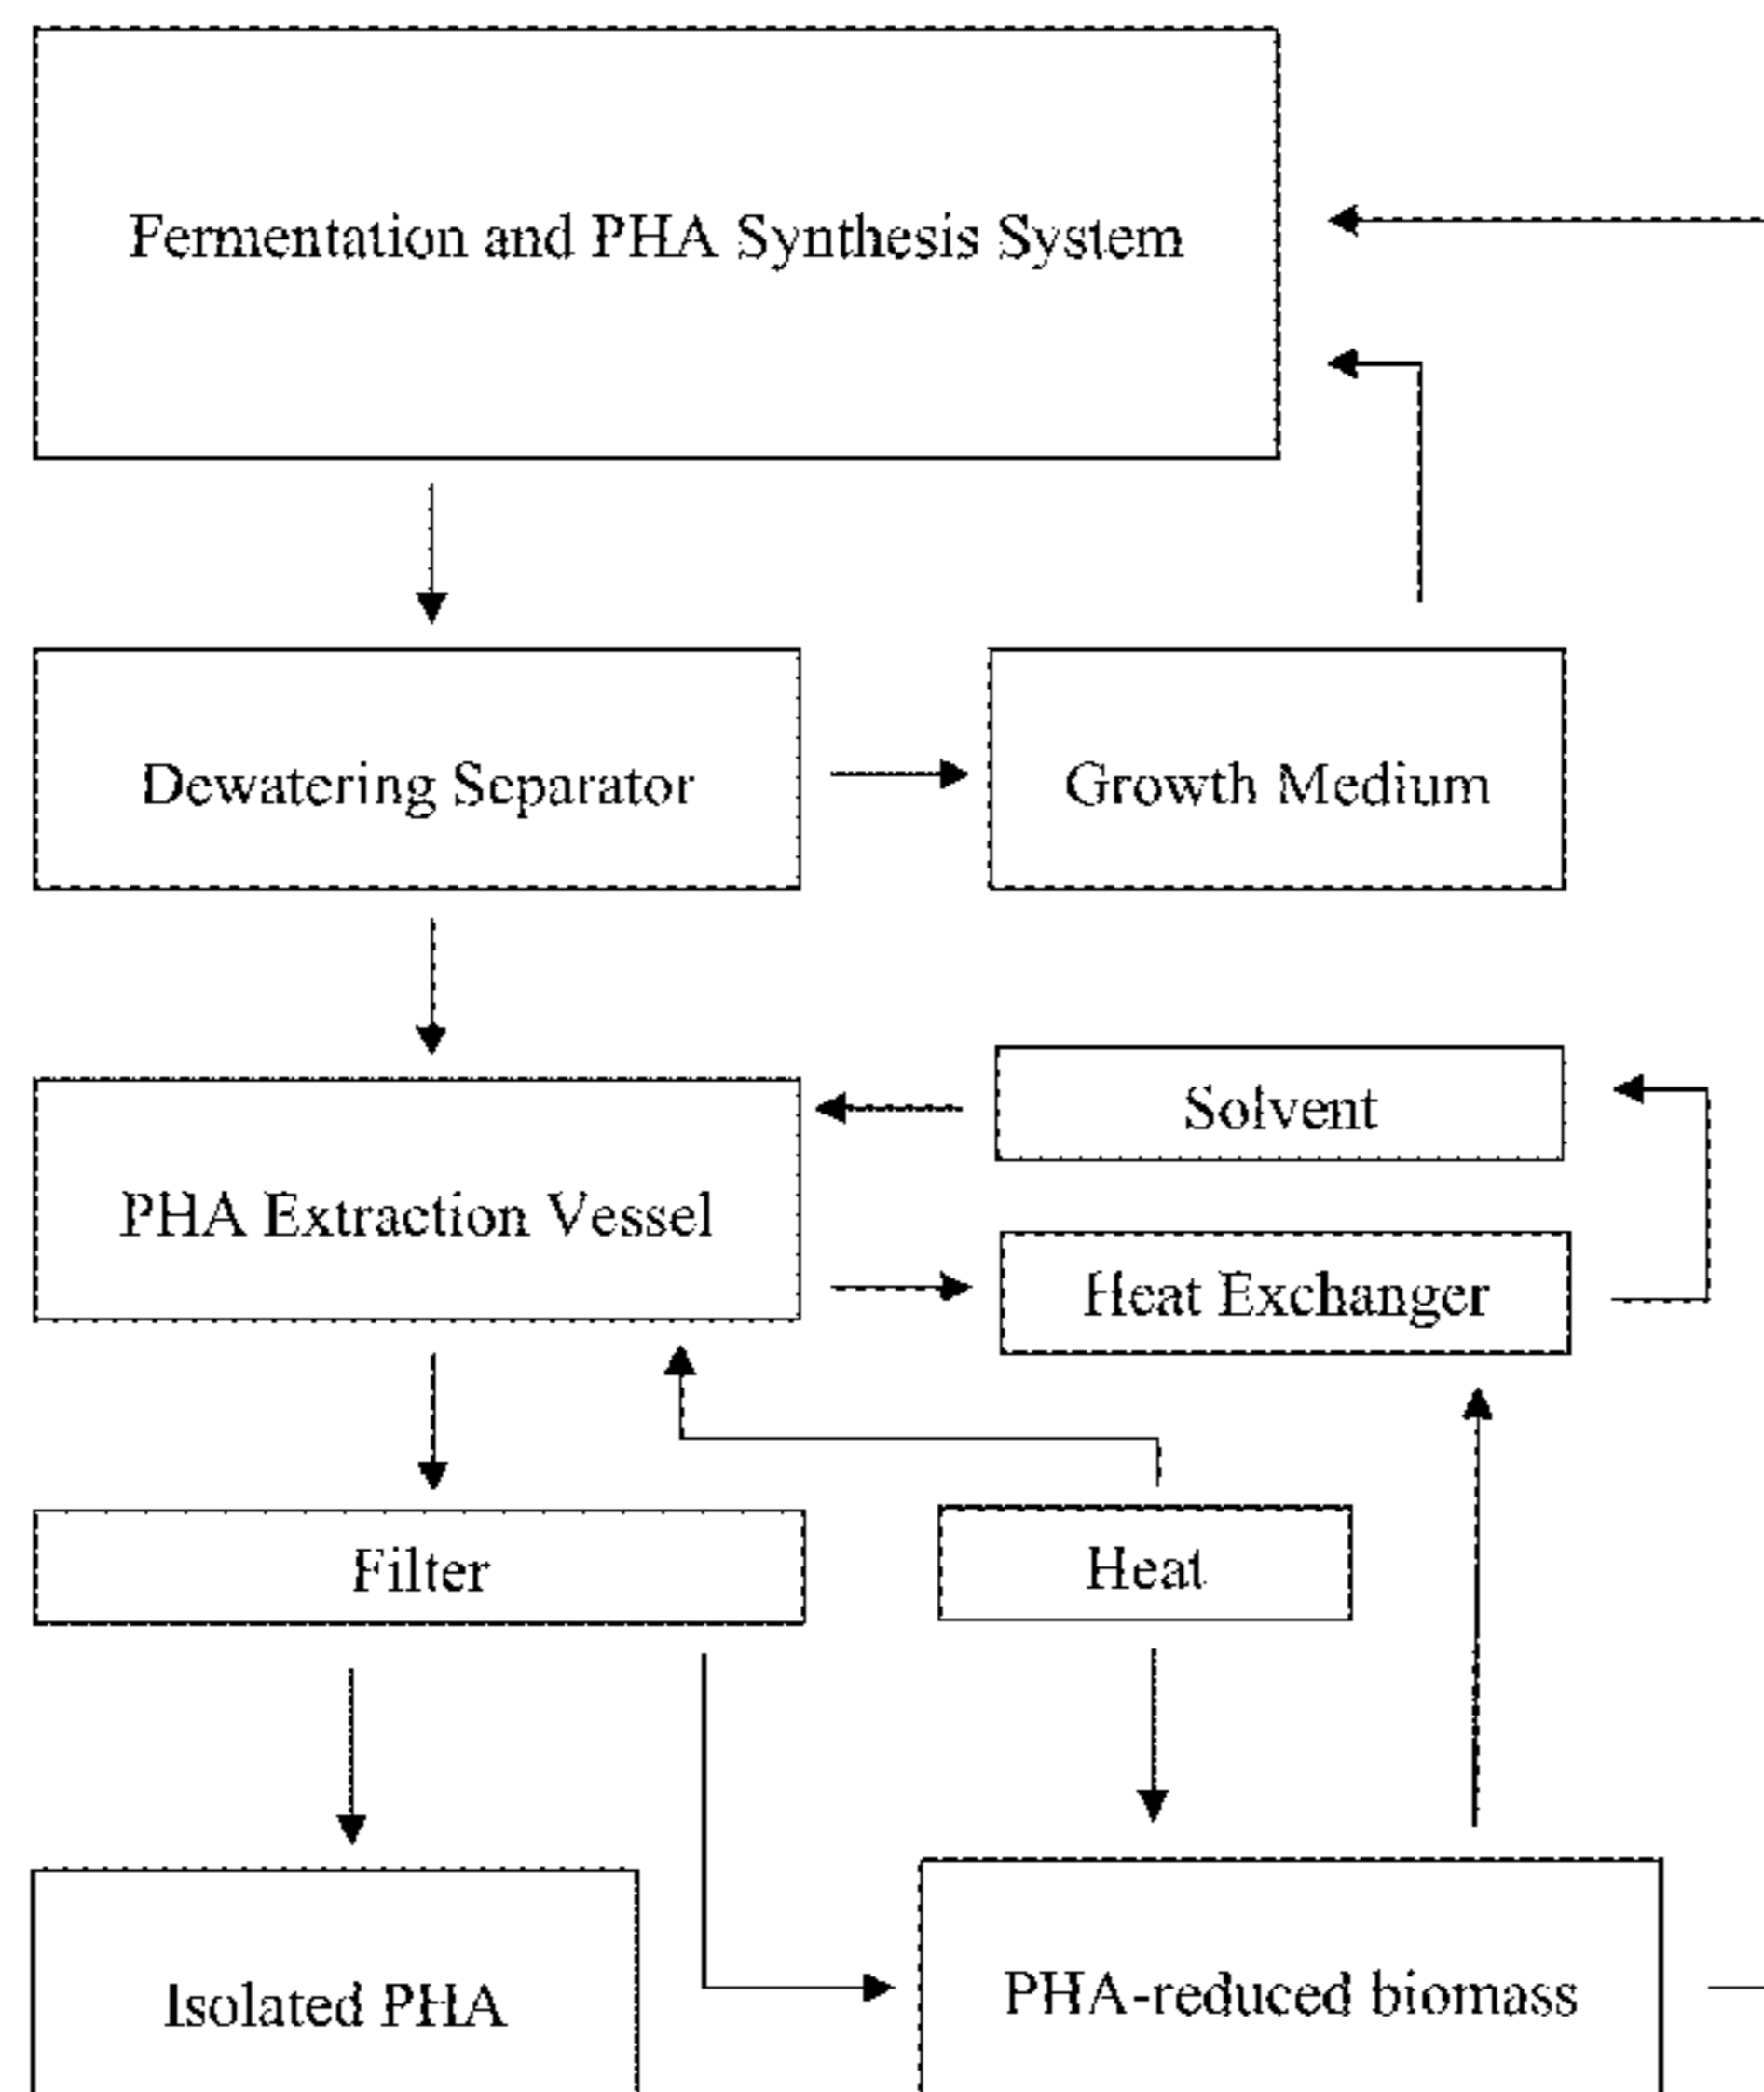 Fermentation and PHA Synthesis System
Dewatering Separator
Growth Medium
Solvent
PHA Extraction Vessel
Heat Exchanger
Filter
Heat
Isolated PHA
PHA-reduced biomass